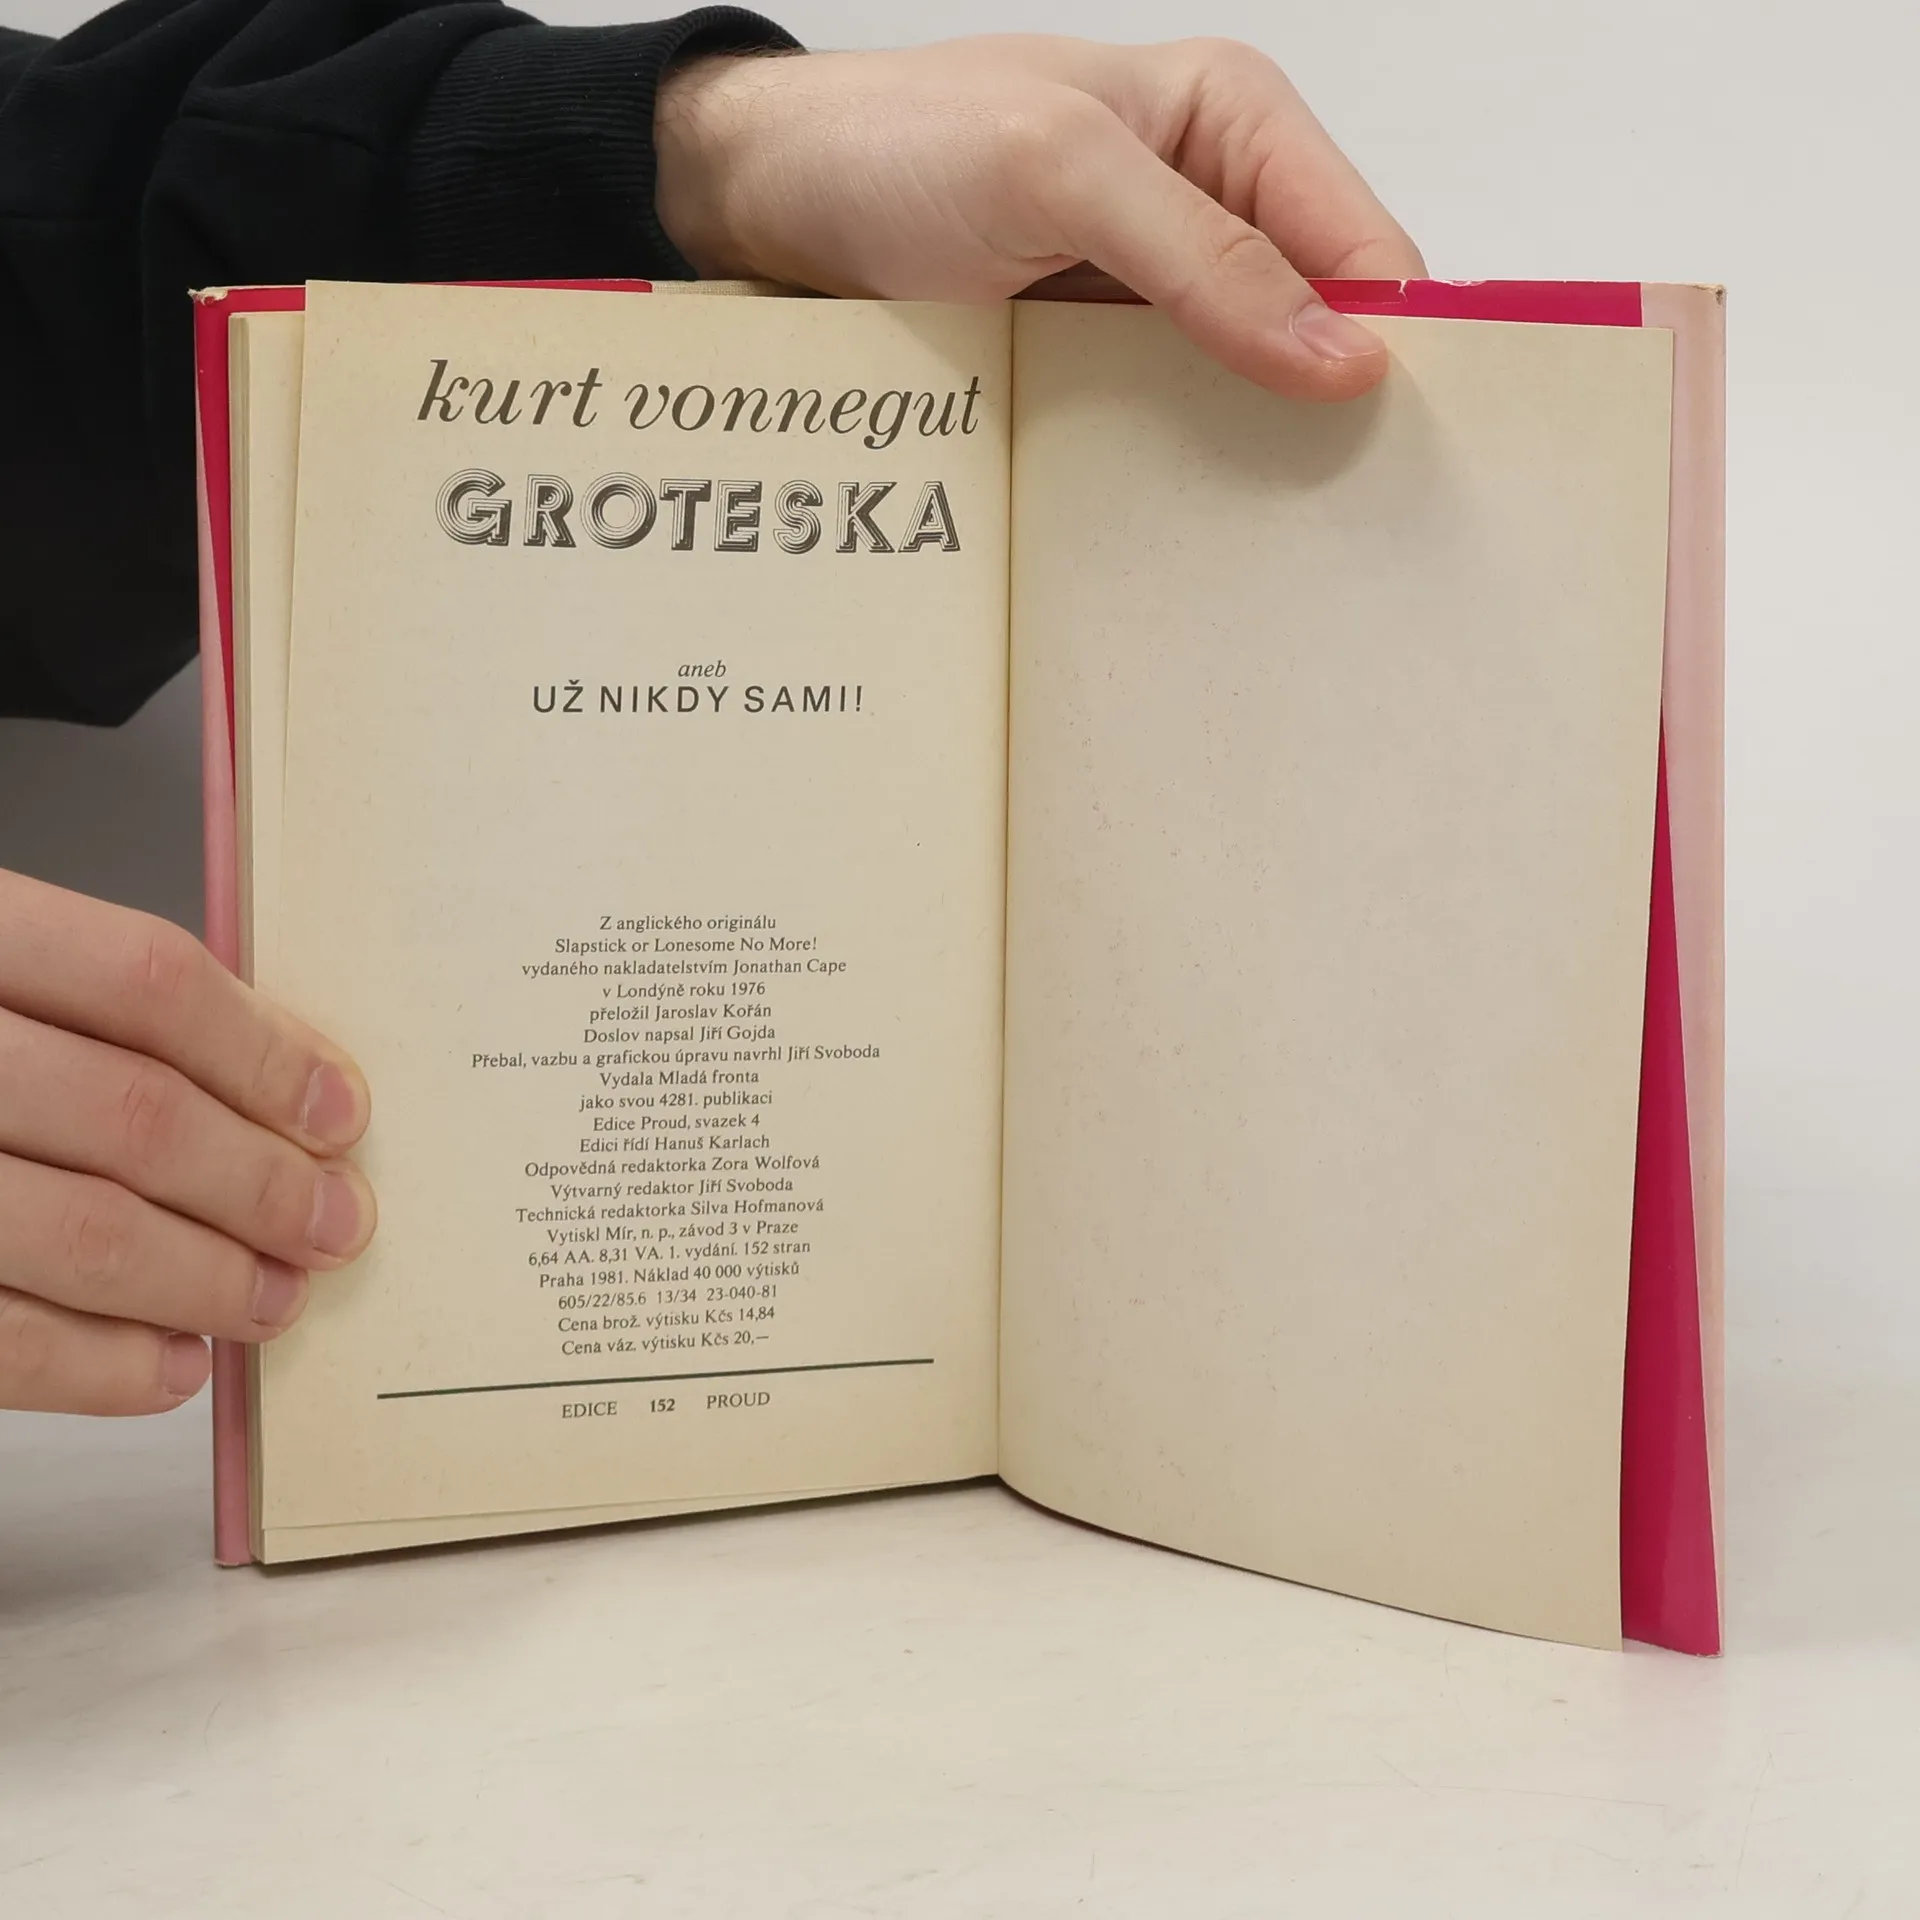 kurt vonnegut
GROTESKA
aneb
UŽ NIKDY SAMI!
Z anglického originálu
Slapstick or Lonesome No More!
vydaného nakladatelstvím Jonathan Cape
v Londýně roku 1976
přeložil Jaroslav Kořán
Doslov napsal Jiří Gojda
Přebal, vazbu a grafickou úpravu navrhl Jiří Svoboda
Vydala Mladá fronta
jako svou 4281. publikaci
Edice Proud, svazek 4
Edici řídí Hanuš Karlach
Odpovědná redaktorka Zora Wolfová
Výtvarný redaktor Jiří Svoboda
Technická redaktorka Silva Hofmanová
Vytiskl Mír, n. p., závod 3 v Praze
6,64 AA. 8,31 VA. 1. vydání. 152 stran
Praha 1981. Náklad 40 000 výtisků
605/22/85.6 13/34 23-040-81
Cena brož. výtisku Kčs 14,84
Cena váz. výtisku Kčs 20,—
EDICE 152 PROUD